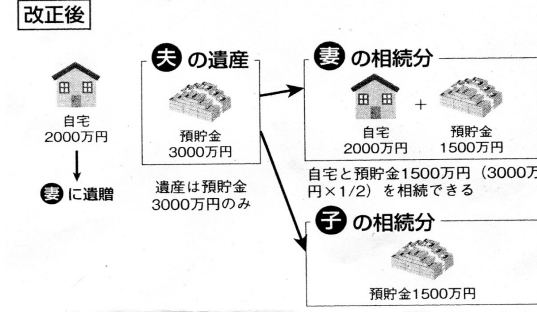 改正後
自宅
2000万円
妻に遺贈
夫の遺産
預貯金
3000万円
遺産は預貯金
3000万円のみ
妻の相続分
自宅
2000万円
+
預貯金
1500万円
自宅と預貯金1500万円（3000万
円×1/2）を相続できる
子の相続分
預貯金1500万円